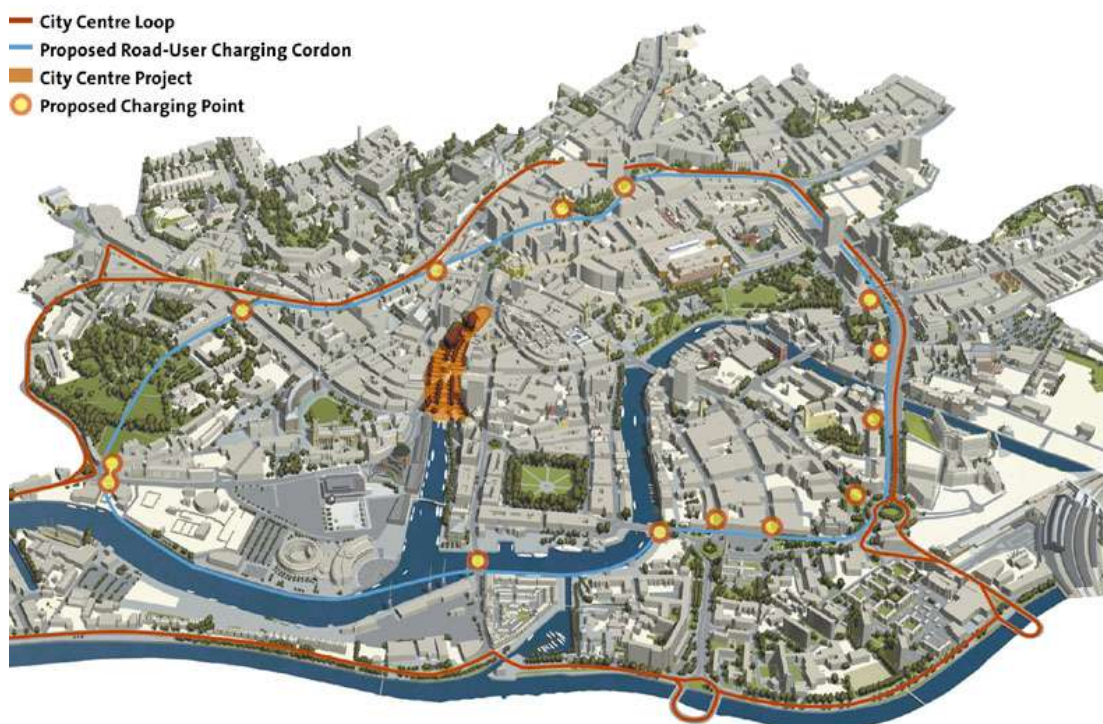 City Centre Loop
Proposed Road-User Charging Cordon
City Centre Project
Proposed Charging Point